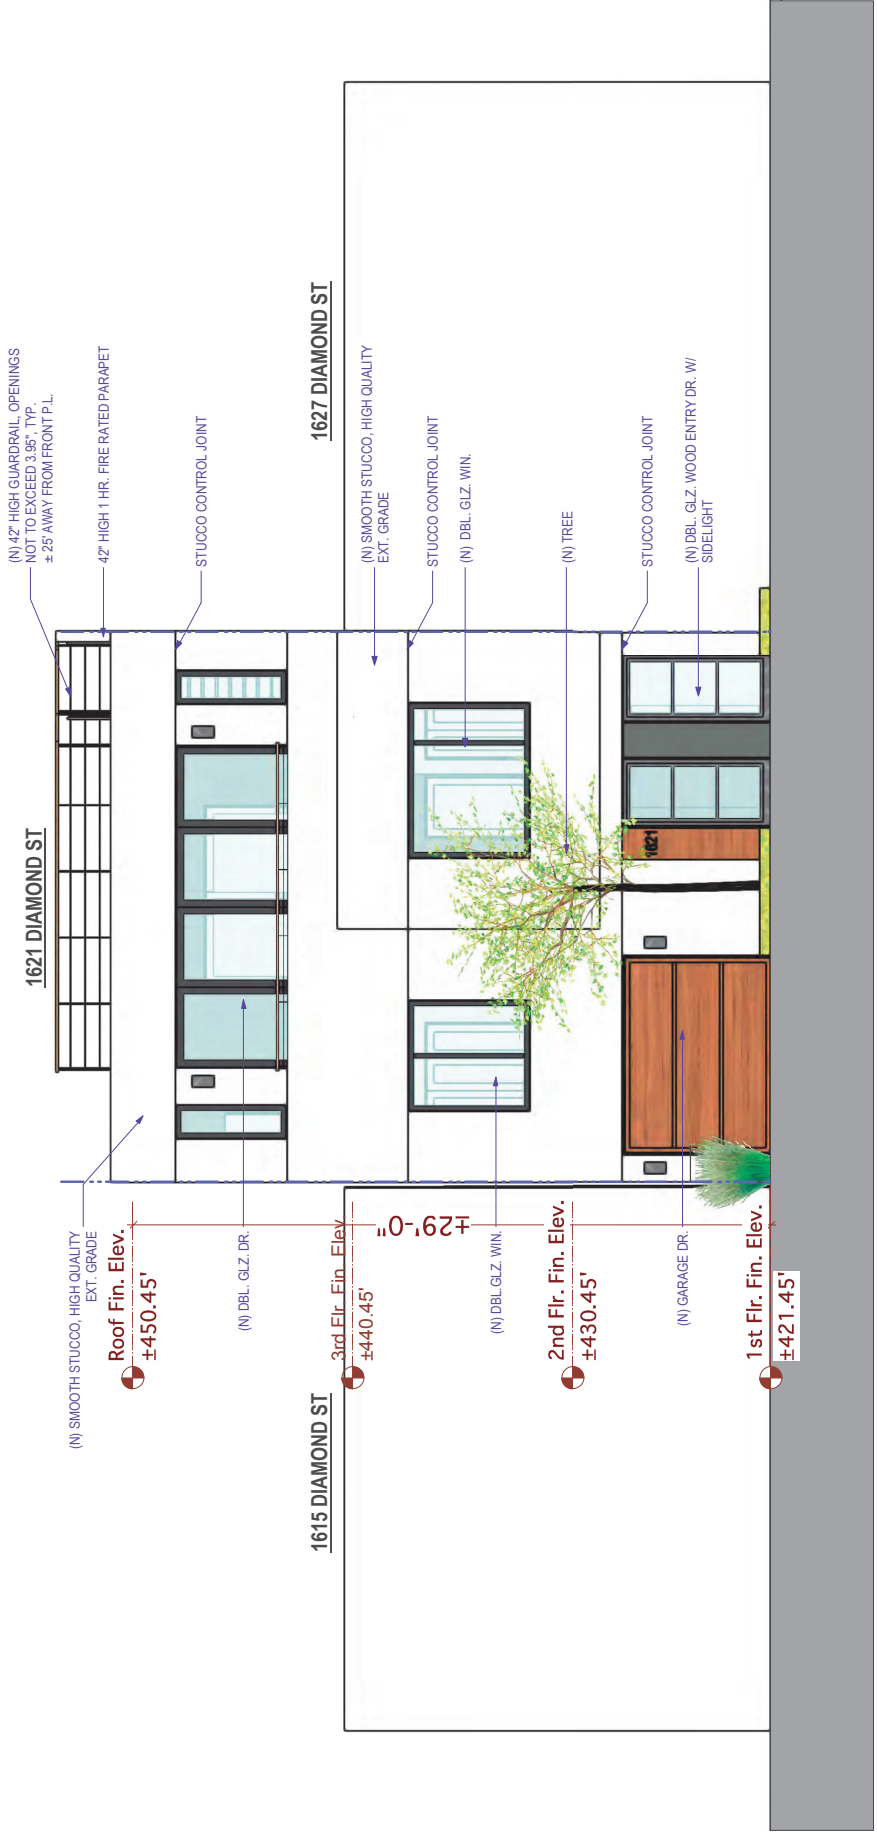 1621 DIAMOND ST
(N) 42" HIGH GUARDRAIL, OPENINGS
NOT TO EXCEED 3.95", TYP.
± 25' AWAY FROM FRONT P.L.
42" HIGH 1 HR. FIRE RATED PARAPET
STUCCO CONTROL JOINT
1627 DIAMOND ST
(N) SMOOTH STUCCO, HIGH QUALITY
EXT. GRADE
STUCCO CONTROL JOINT
(N) DBL. GLZ. WIN.
(N) TREE
STUCCO CONTROL JOINT
(N) DBL. GLZ. WOOD ENTRY DR. W/
SIDELIGHT
1621
(N) SMOOTH STUCCO, HIGH QUALITY
EXT. GRADE
Roof Fin. Elev.
±450.45'
(N) DBL. GLZ. DR.
1615 DIAMOND ST
3rd Flr. Fin. Elev.
±440.45'
±29'-0"
(N) DBL.GLZ. WIN.
2nd Flr. Fin. Elev.
±430.45'
(N) GARAGE DR.
1st Flr. Fin. Elev.
±421.45'